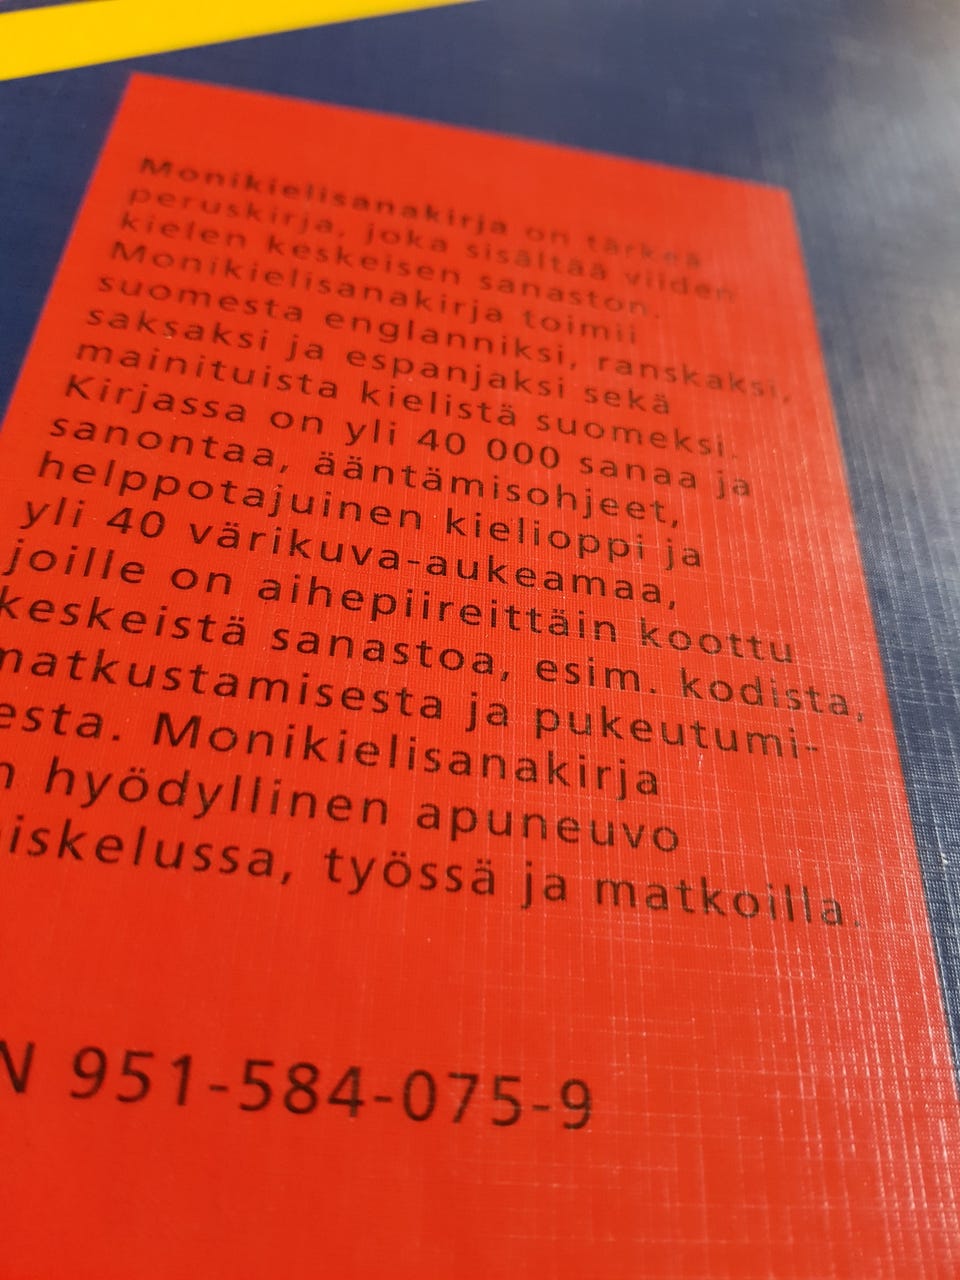 Monikielisanakirja on tärkeä
peruskirja, joka sisältää viiden
kielen keskeisen sanaston.
Monikielisanakirja toimii
suomesta englanniksi, ranskaksi,
saksaksi ja espanjaksi sekä
mainituista kielistä suomeksi.
Kirjassa on yli 40 000 sanaa ja
sanontaa, ääntämisohjeet,
helppotajuinen kielioppi ja
yli 40 värikuva-aukeamaa,
joille on aihepiireittäin koottu
keskeistä sanastoa, esim. kodista,
matkustamisesta ja pukeutumi-
esta. Monikielisanakirja
n hyödyllinen apuneuvo
iskelussa, työssä ja matkoilla.
N 951-584-075-9